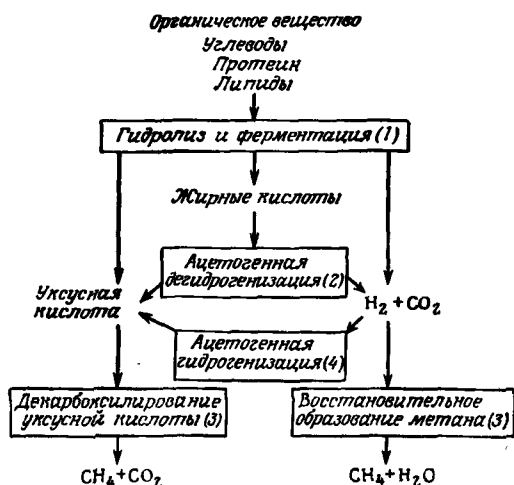 Органическое вещество
Углеводы
Протеин
Липиды
Гидролиз и ферментация (1)
Жирные кислоты
Ацетогенная
дегидрогенизация (2)
Уксусная
кислота
H₂ + CO₂
Ацетогенная
гидрогенизация (4)
Декарбоксилирование
уксусной кислоты (3)
Восстановительное
образование метана (3)
CH₄ + CO₂
CH₄ + H₂O